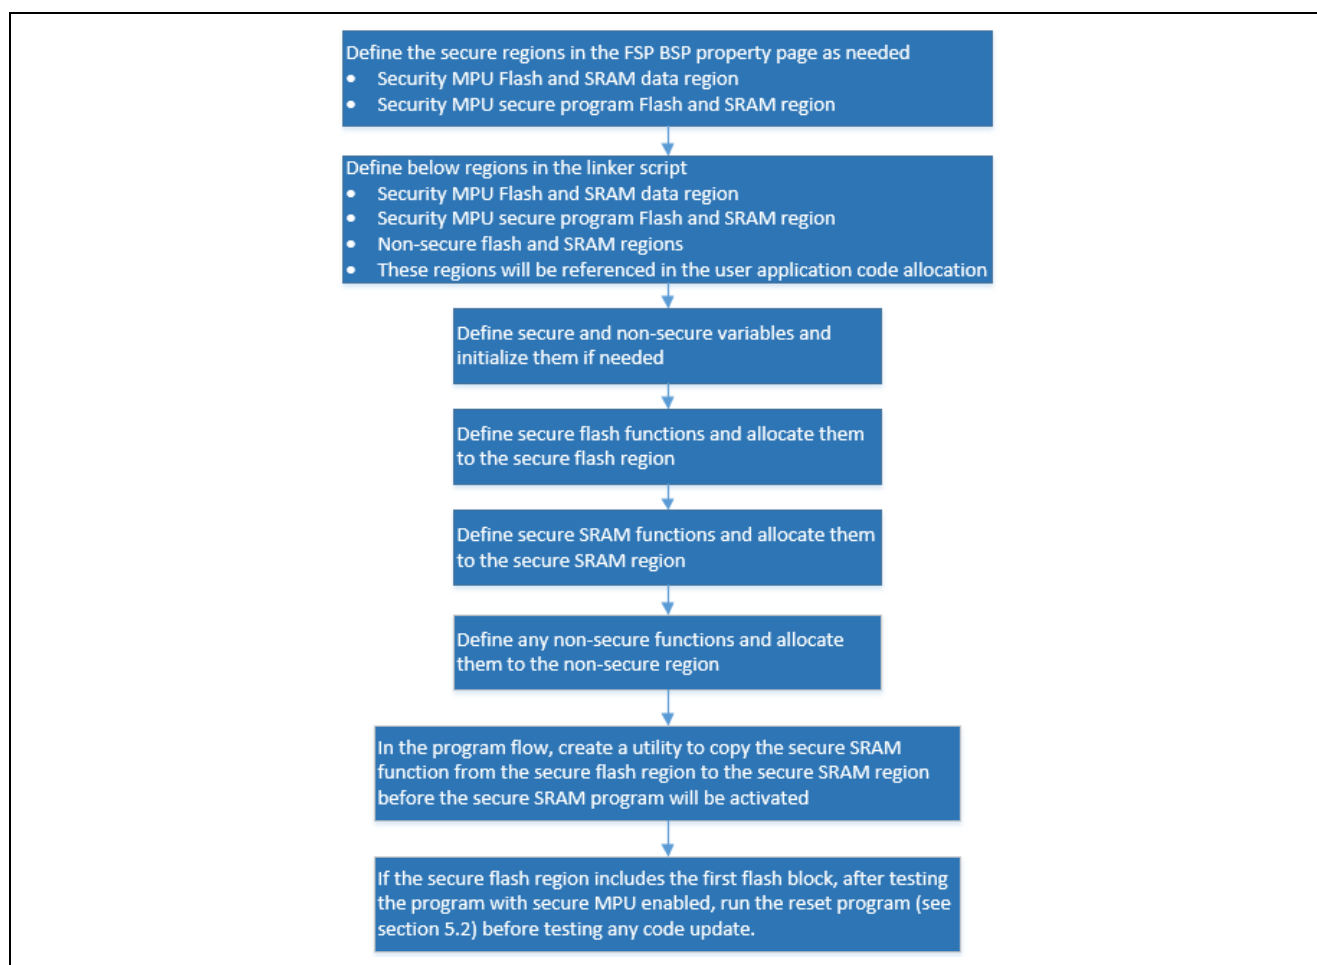 Define the secure regions in the FSP BSP property page as needed
• Security MPU Flash and SRAM data region
• Security MPU secure program Flash and SRAM region
Define below regions in the linker script
• Security MPU Flash and SRAM data region
• Security MPU secure program Flash and SRAM region
• Non-secure flash and SRAM regions
• These regions will be referenced in the user application code allocation
Define secure and non-secure variables and
initialize them if needed
Define secure flash functions and allocate them
to the secure flash region
Define secure SRAM functions and allocate them
to the secure SRAM region
Define any non-secure functions and allocate
them to the non-secure region
In the program flow, create a utility to copy the secure SRAM
function from the secure flash region to the secure SRAM region
before the secure SRAM program will be activated
If the secure flash region includes the first flash block, after testing
the program with secure MPU enabled, run the reset program (see
section 5.2) before testing any code update.